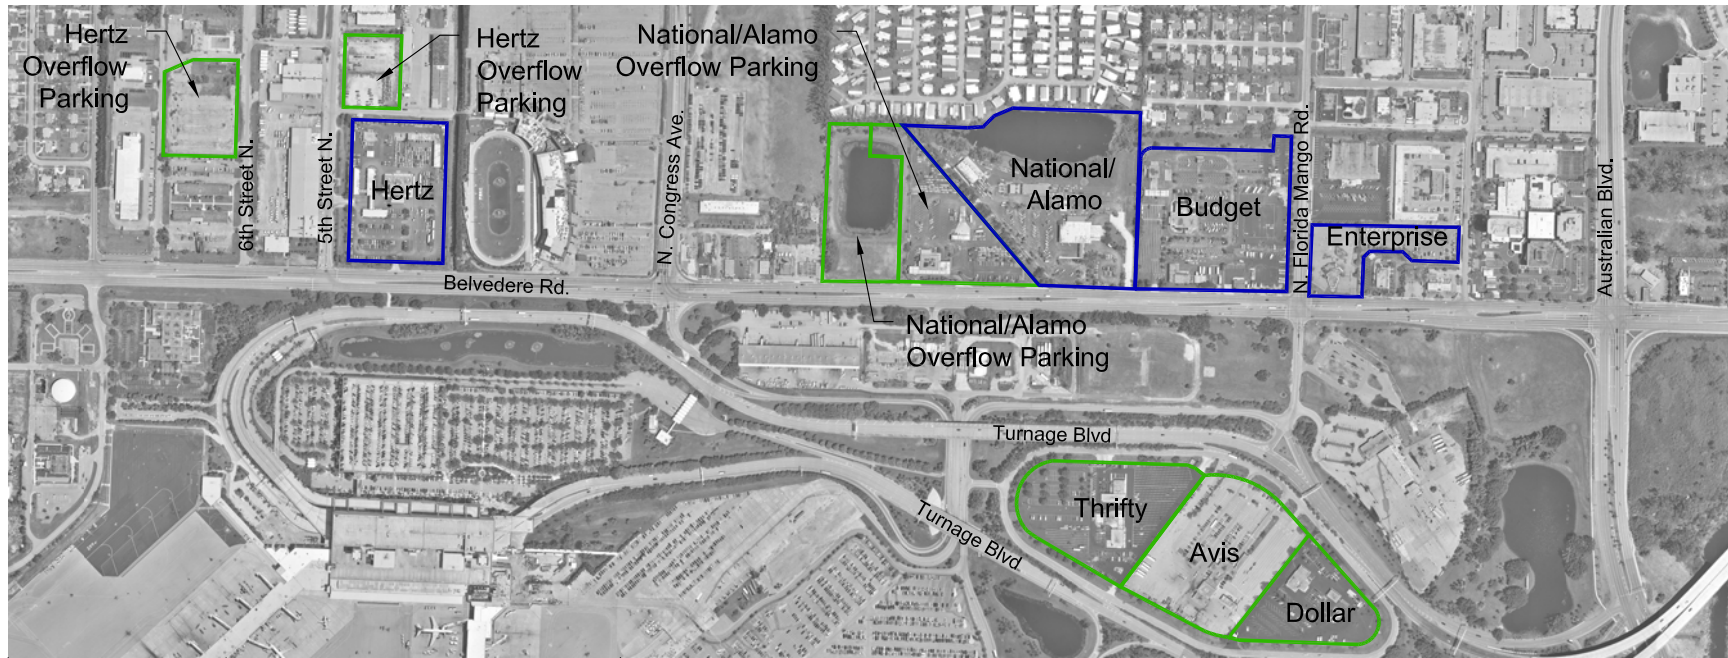 Hertz
Overflow
Parking
Hertz
Overflow
Parking
National/Alamo
Overflow Parking
6th Street N.
5th Street N.
Hertz
N. Congress Ave.
National/
Alamo
Budget
N. Florida Mango Rd.
Enterprise
Australian Blvd.
Belvedere Rd.
National/Alamo
Overflow Parking
Turnage Blvd
Turnage Blvd.
Thrifty
Avis
Dollar